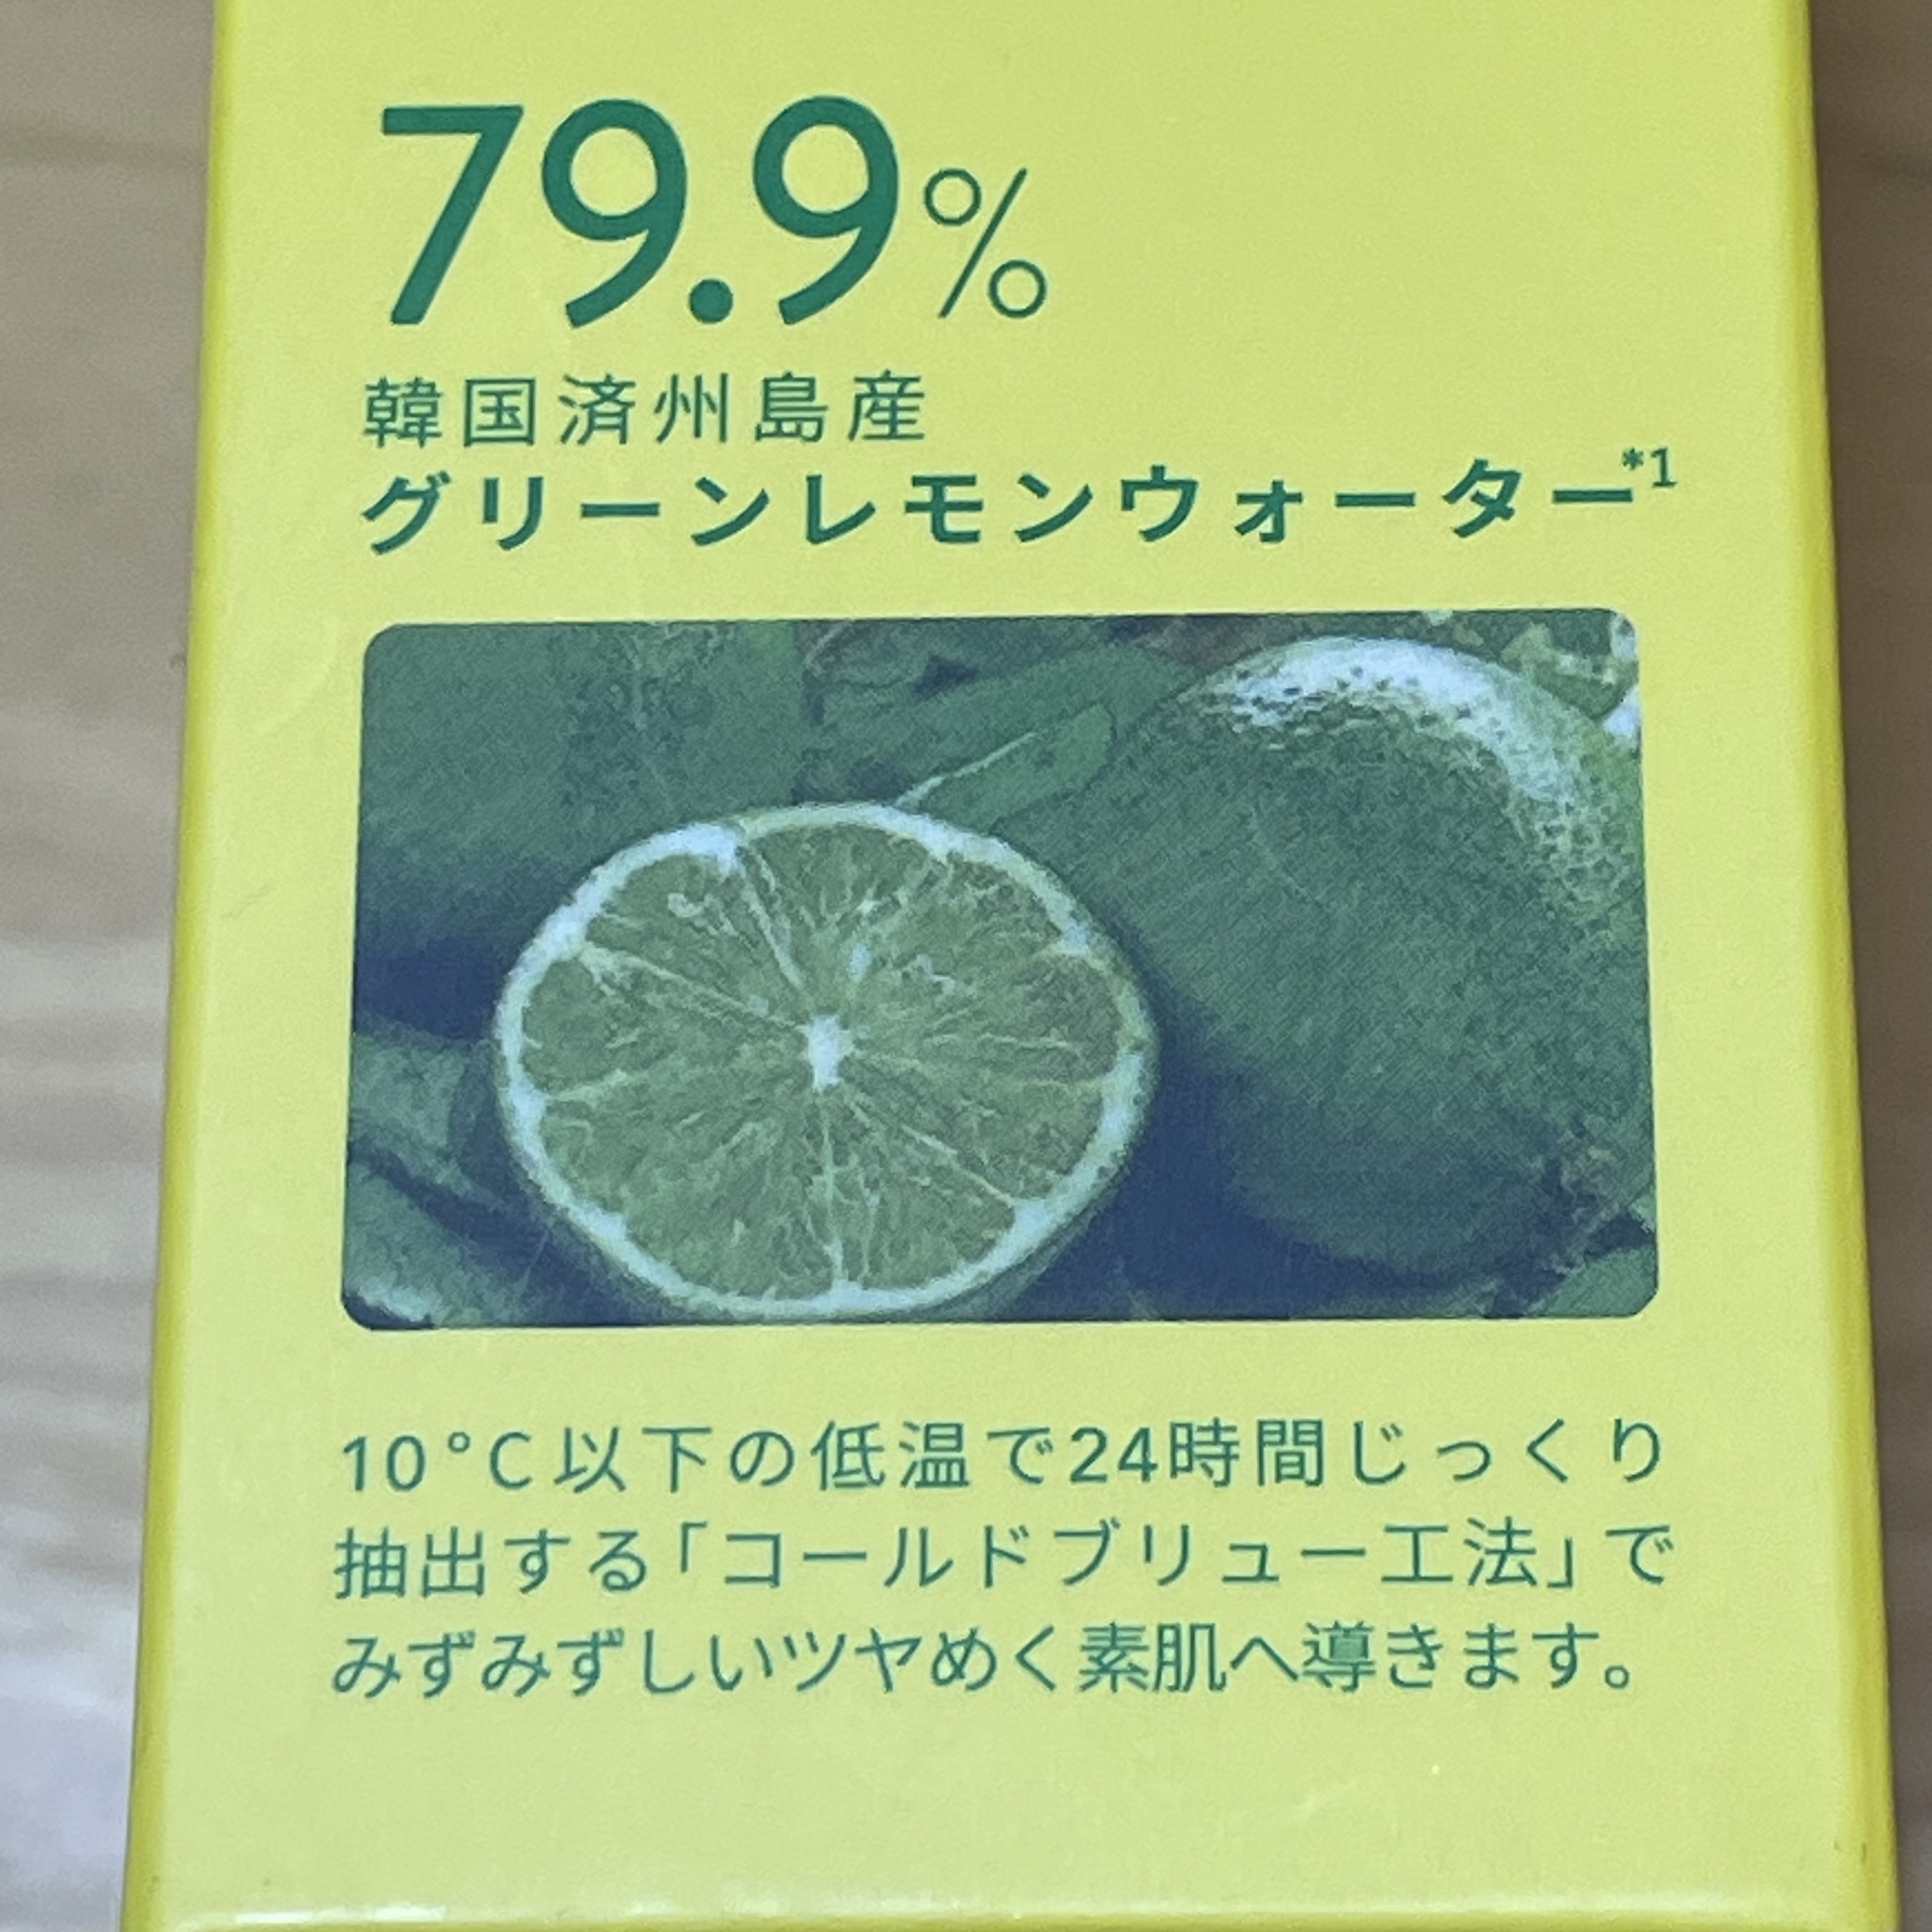 79.9%
韓国済州島産
グリーンレモンウォーター*1
10°C以下の低温で24時間じっくり
抽出する「コールドブリュー工法」で
みずみずしいツヤめく素肌へ導きます。